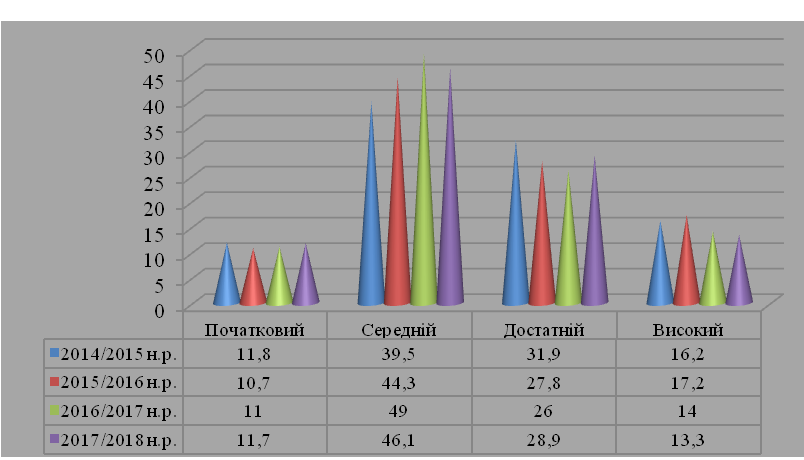 50
45
40
35
30
25
20
15
10
5
0
Початковий Середній Достатній Високий
2014/2015 н.р. 11,8 39,5 31,9 16,2
2015/2016 н.р. 10,7 44,3 27,8 17,2
2016/2017 н.р. 11 49 26 14
2017/2018 н.р. 11,7 46,1 28,9 13,3